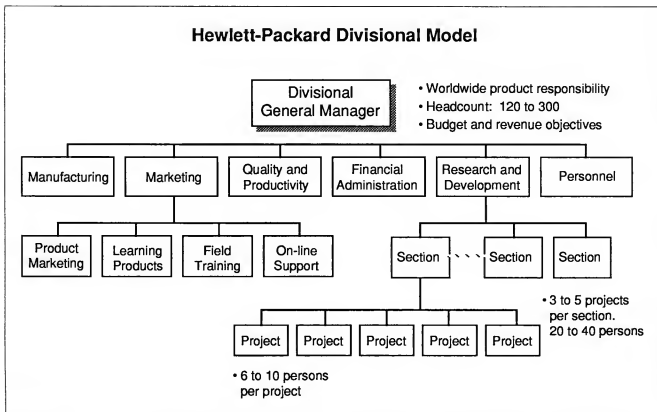 Hewlett-Packard Divisional Model
Divisional
General Manager
• Worldwide product responsibility
• Headcount: 120 to 300
• Budget and revenue objectives
Manufacturing
Marketing
Quality and
Productivity
Financial
Administration
Research and
Development
Personnel
Product
Marketing
Learning
Products
Field
Training
On-line
Support
Section
Section
Section
• 3 to 5 projects
per section.
20 to 40 persons
Project
Project
Project
Project
Project
• 6 to 10 persons
per project